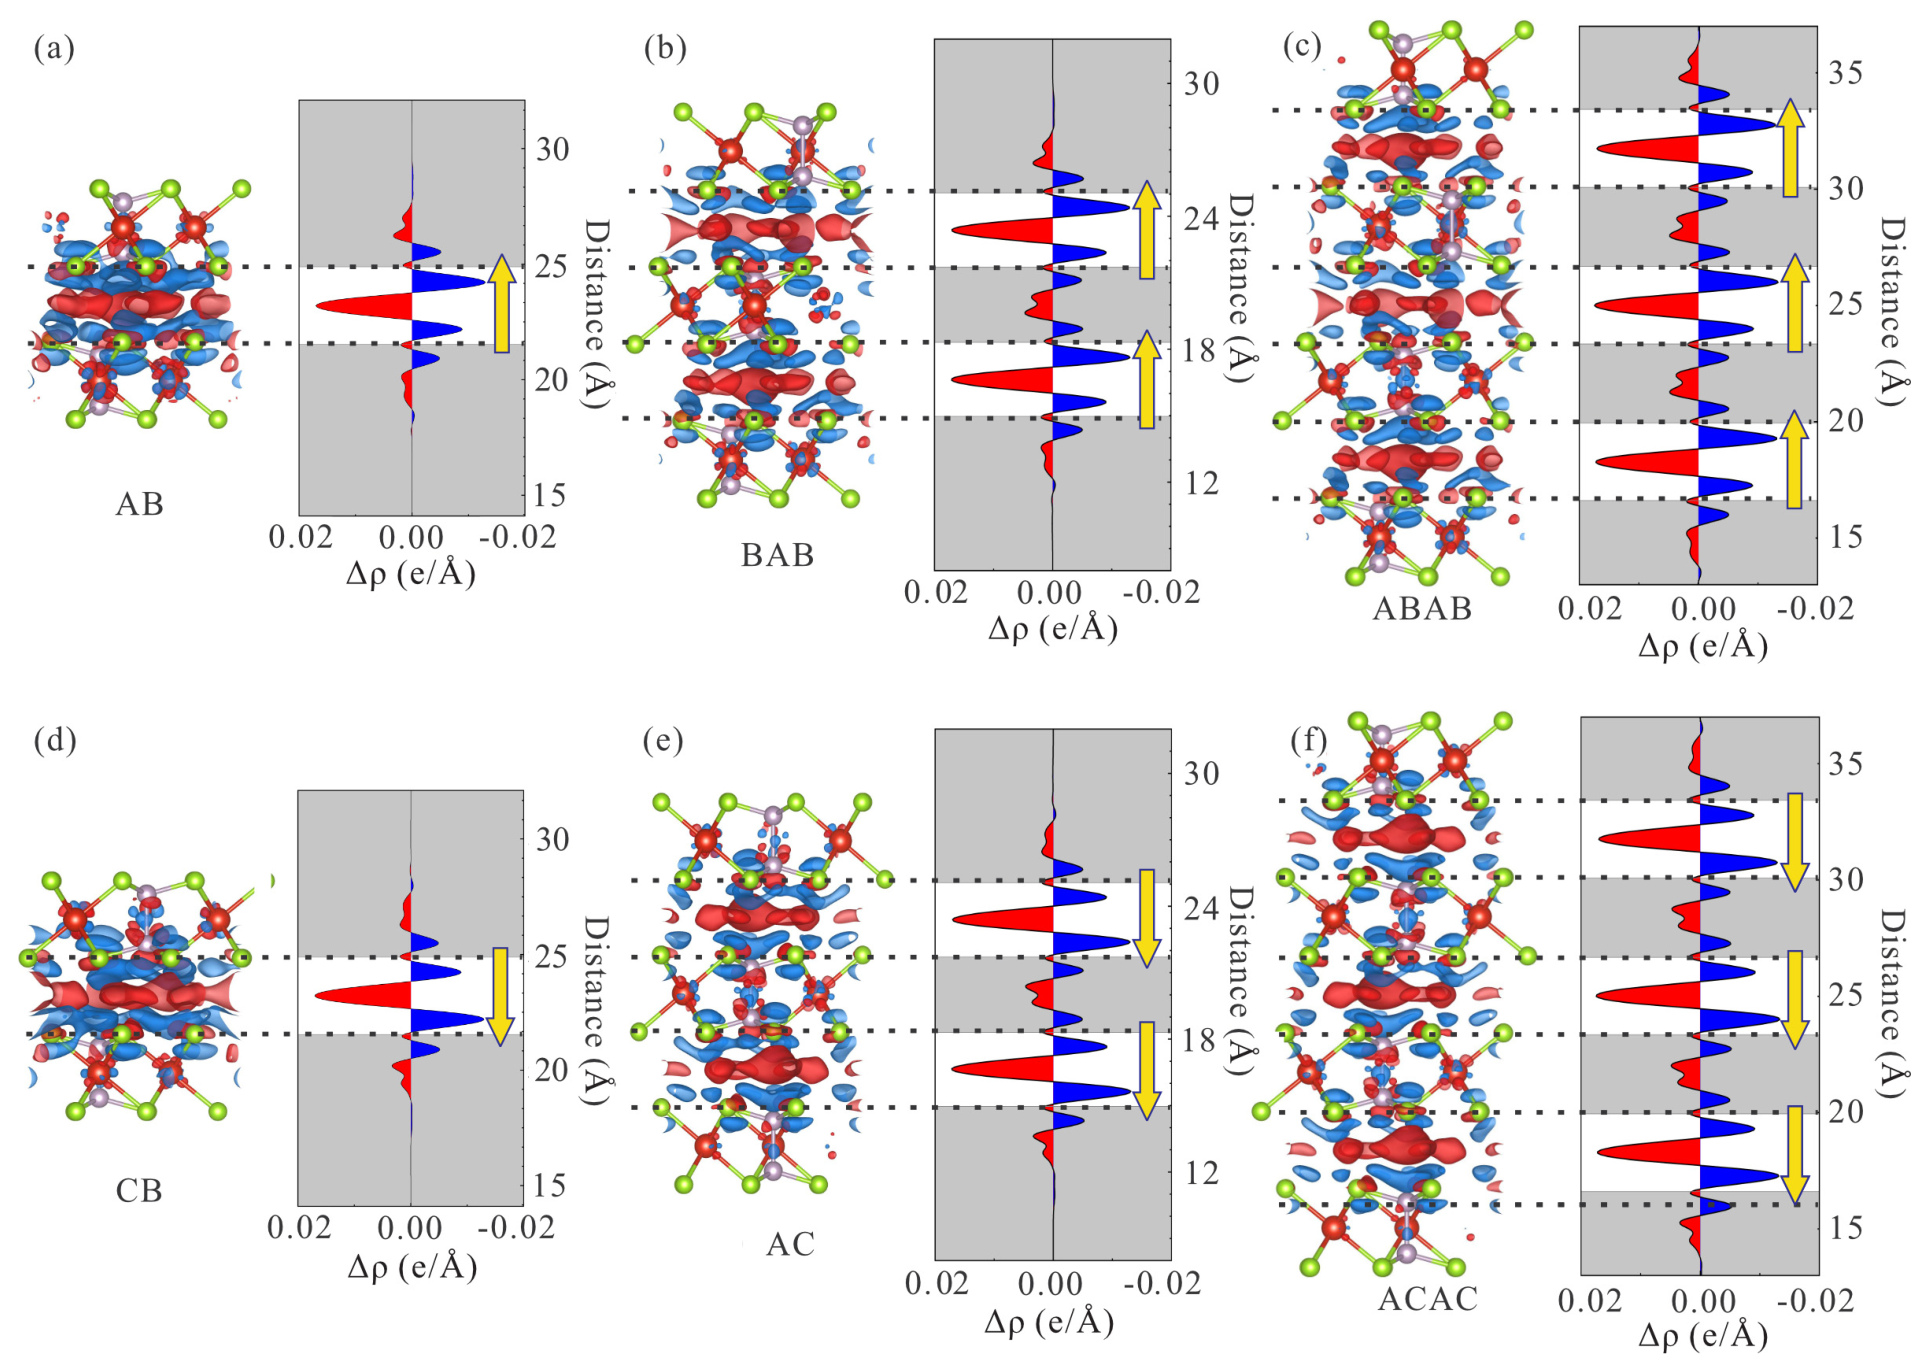 (a)
30
25
20
15
Distance (Å)
0.02 0.00 -0.02
Δρ (e/Å)
AB
(b)
30
24
18
12
Distance (Å)
0.02 0.00 -0.02
Δρ (e/Å)
BAB
(c)
35
30
25
20
15
Distance (Å)
0.02 0.00 -0.02
Δρ (e/Å)
ABAB
(d)
30
25
20
15
Distance (Å)
0.02 0.00 -0.02
Δρ (e/Å)
CB
(e)
30
24
18
12
Distance (Å)
0.02 0.00 -0.02
Δρ (e/Å)
AC
(f)
35
30
25
20
15
Distance (Å)
0.02 0.00 -0.02
Δρ (e/Å)
ACAC